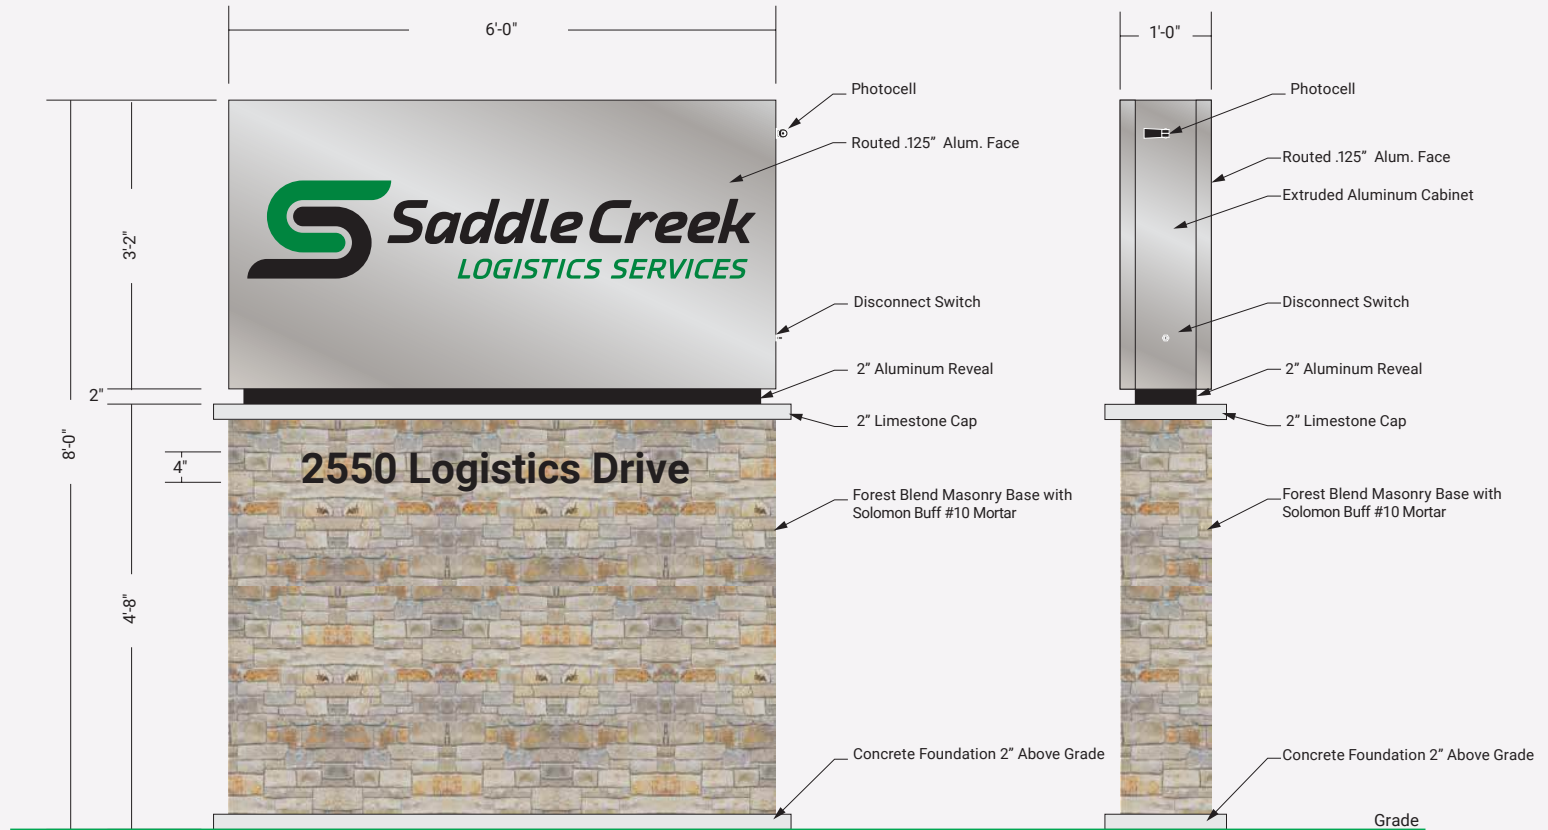 6'-0"
1'-0"
Photocell
Photocell
Routed .125” Alum. Face
Routed .125” Alum. Face
Extruded Aluminum Cabinet
Saddle Creek
LOGISTICS SERVICES
3'-2"
Disconnect Switch
Disconnect Switch
2” Aluminum Reveal
2” Aluminum Reveal
2"
2” Limestone Cap
2” Limestone Cap
8'-0"
4"
2550 Logistics Drive
Forest Blend Masonry Base with
Solomon Buff #10 Mortar
Forest Blend Masonry Base with
Solomon Buff #10 Mortar
4'-8"
Concrete Foundation 2” Above Grade
Concrete Foundation 2” Above Grade
Grade